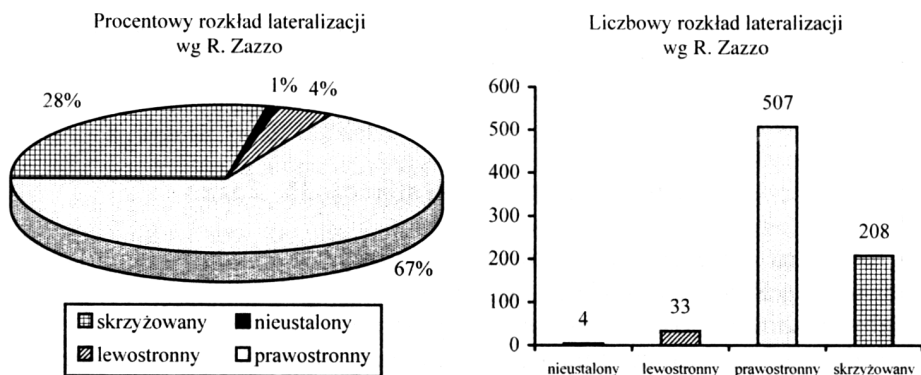 Procentowy rozkład lateralizacji
wg R. Zazzo
28%
1%
4%
67%
skrzyżowany
nieustalony
lewostronny
prawostronny
Liczbowy rozkład lateralizacji
wg R. Zazzo
600
500
400
300
200
100
0
4
33
507
208
nieustalony
lewostronny
prawostronny
skrzyżowany